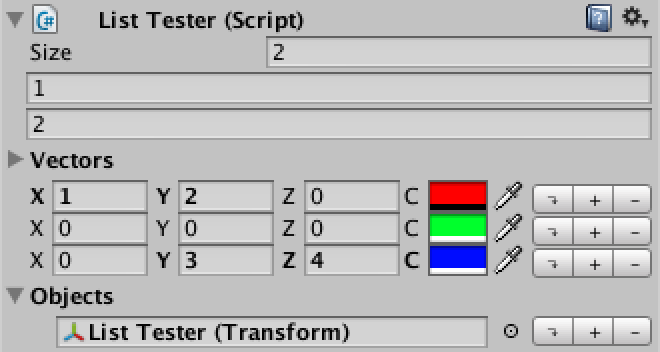 List Tester (Script)
Size 2
1
2
Vectors
X 1 Y 2 Z 0 C + -
X 0 Y 0 Z 0 C + -
X 0 Y 3 Z 4 C + -
Objects
List Tester (Transform) + -